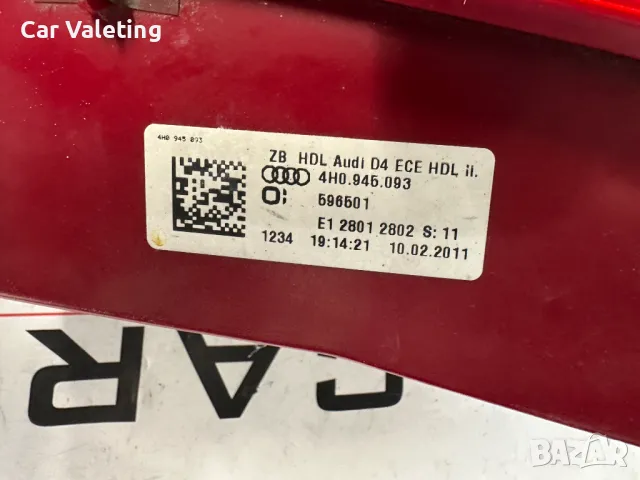 Car Valeting
4H0 945 093
ZB HDL Audi D4 ECE HDL li.
4H0.945.093
596501
E1 2801 2802 S: 11
1234 19:14:21 10.02.2011
CAR
BAZAR